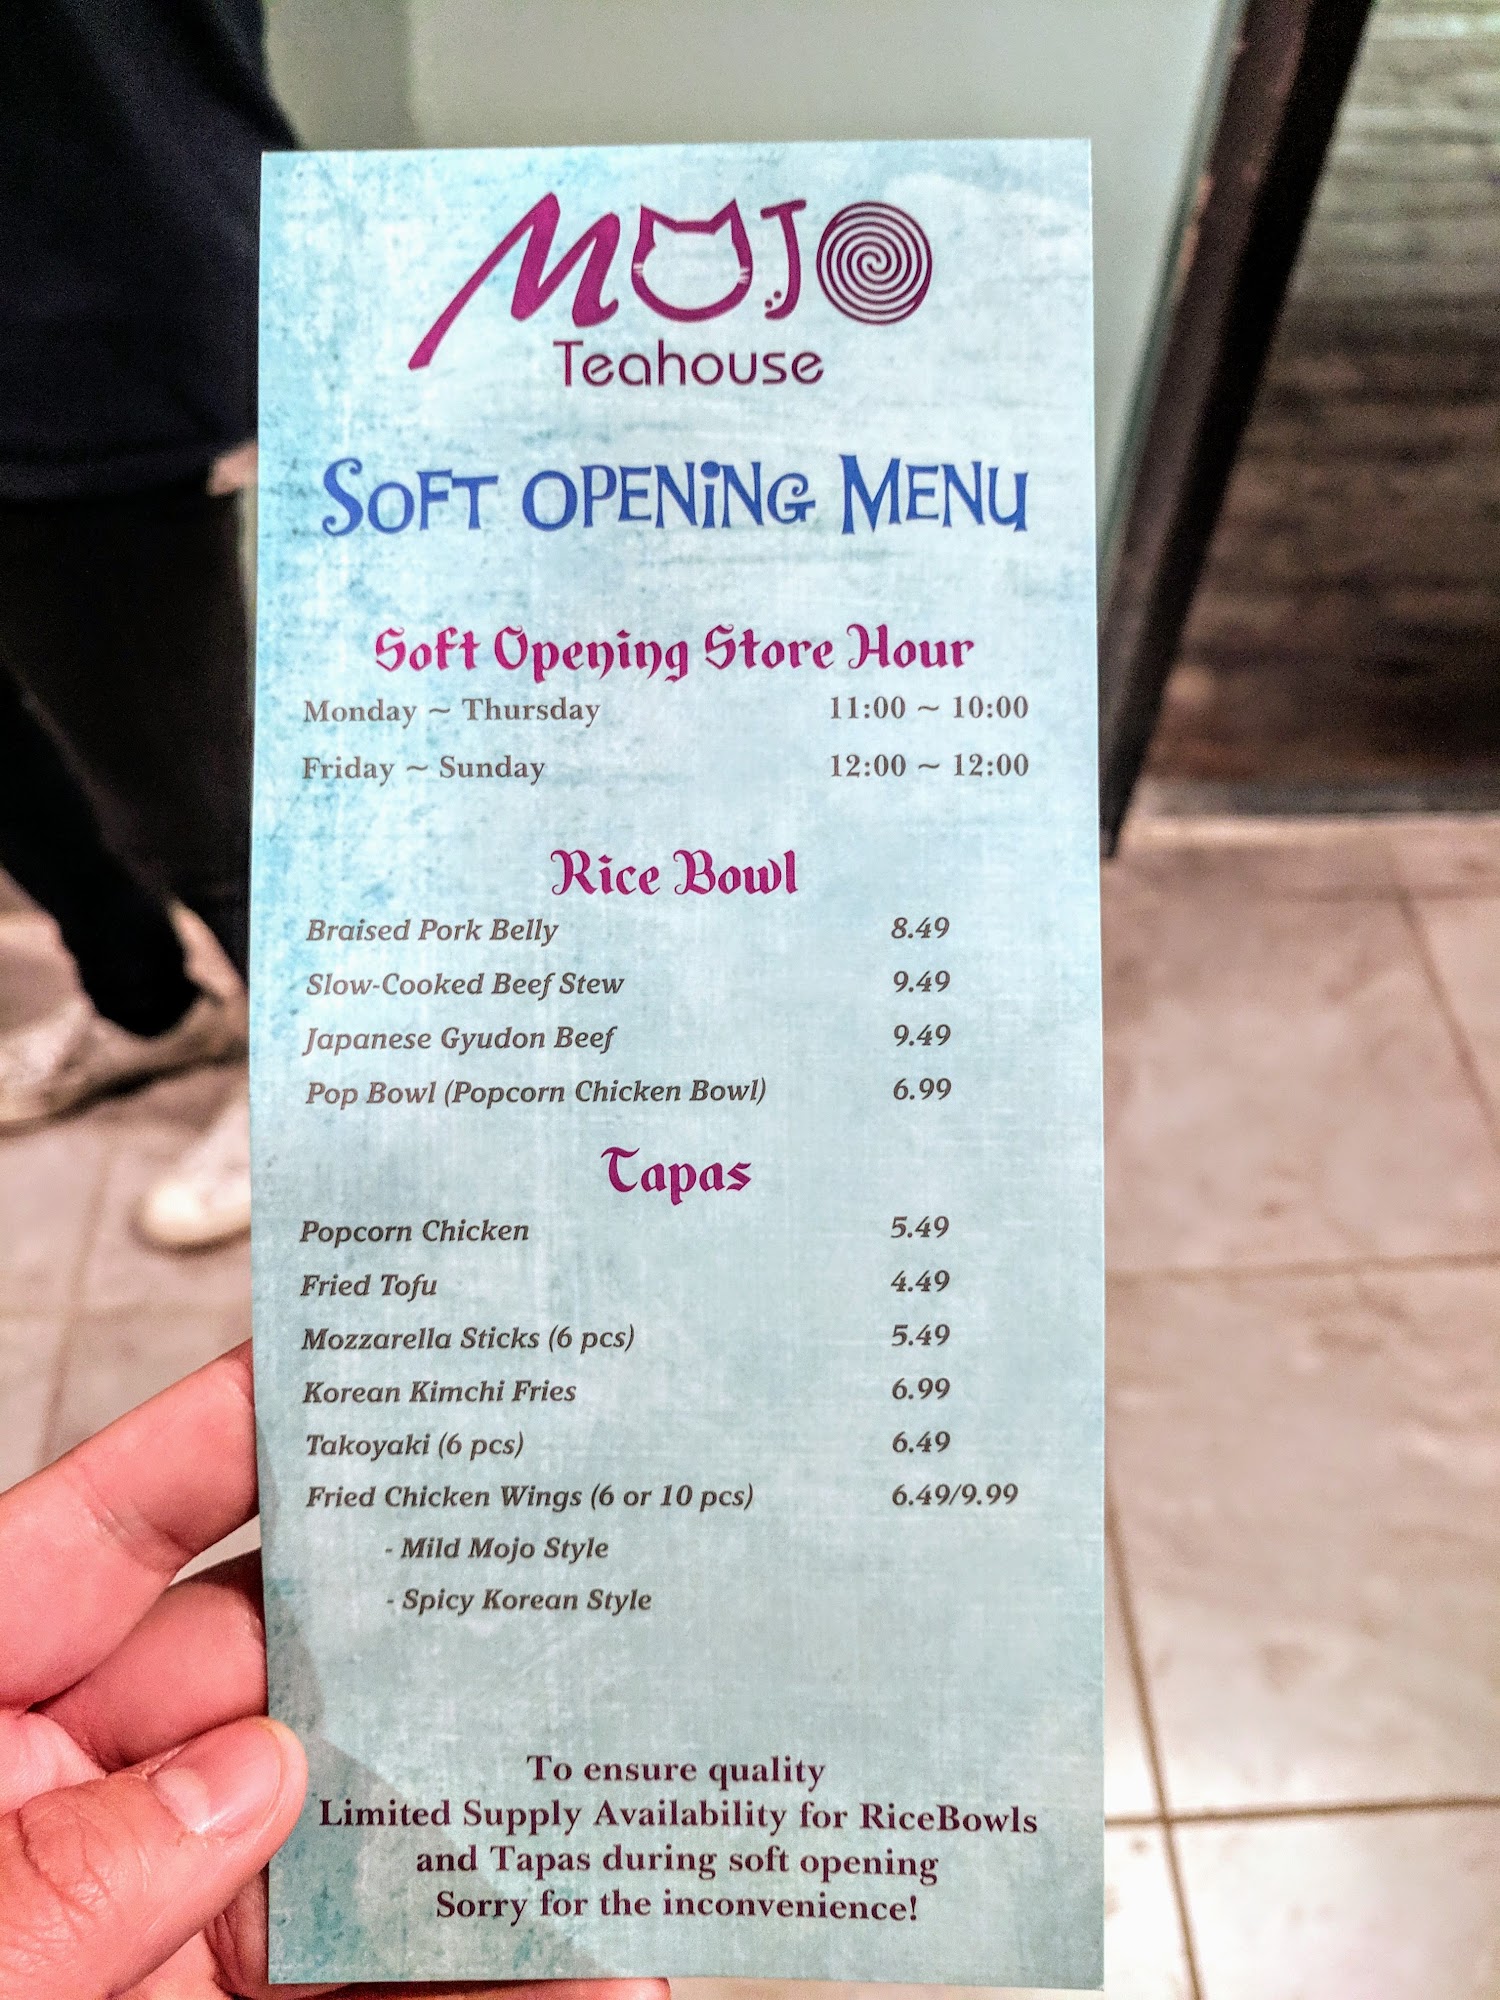 MOJO
Teahouse
SOFT OPENiNG MENU
Soft Opening Store Hour
Monday ~ Thursday 11:00 ~ 10:00
Friday ~ Sunday 12:00 ~ 12:00
Rice Bowl
Braised Pork Belly 8.49
Slow-Cooked Beef Stew 9.49
Japanese Gyudon Beef 9.49
Pop Bowl (Popcorn Chicken Bowl) 6.99
Tapas
Popcorn Chicken 5.49
Fried Tofu 4.49
Mozzarella Sticks (6 pcs) 5.49
Korean Kimchi Fries 6.99
Takoyaki (6 pcs) 6.49
Fried Chicken Wings (6 or 10 pcs) 6.49/9.99
- Mild Mojo Style
- Spicy Korean Style
To ensure quality
Limited Supply Availability for RiceBowls
and Tapas during soft opening
Sorry for the inconvenience!